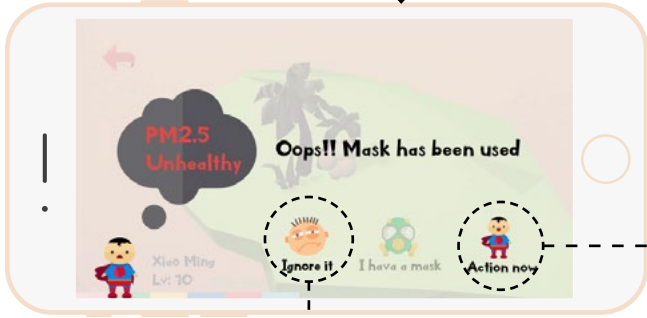 PM2.5
Unhealthy
Oops!! Mask has been used
Ignore it
I have a mask
Action now
Xiao Ming
Lv: 10